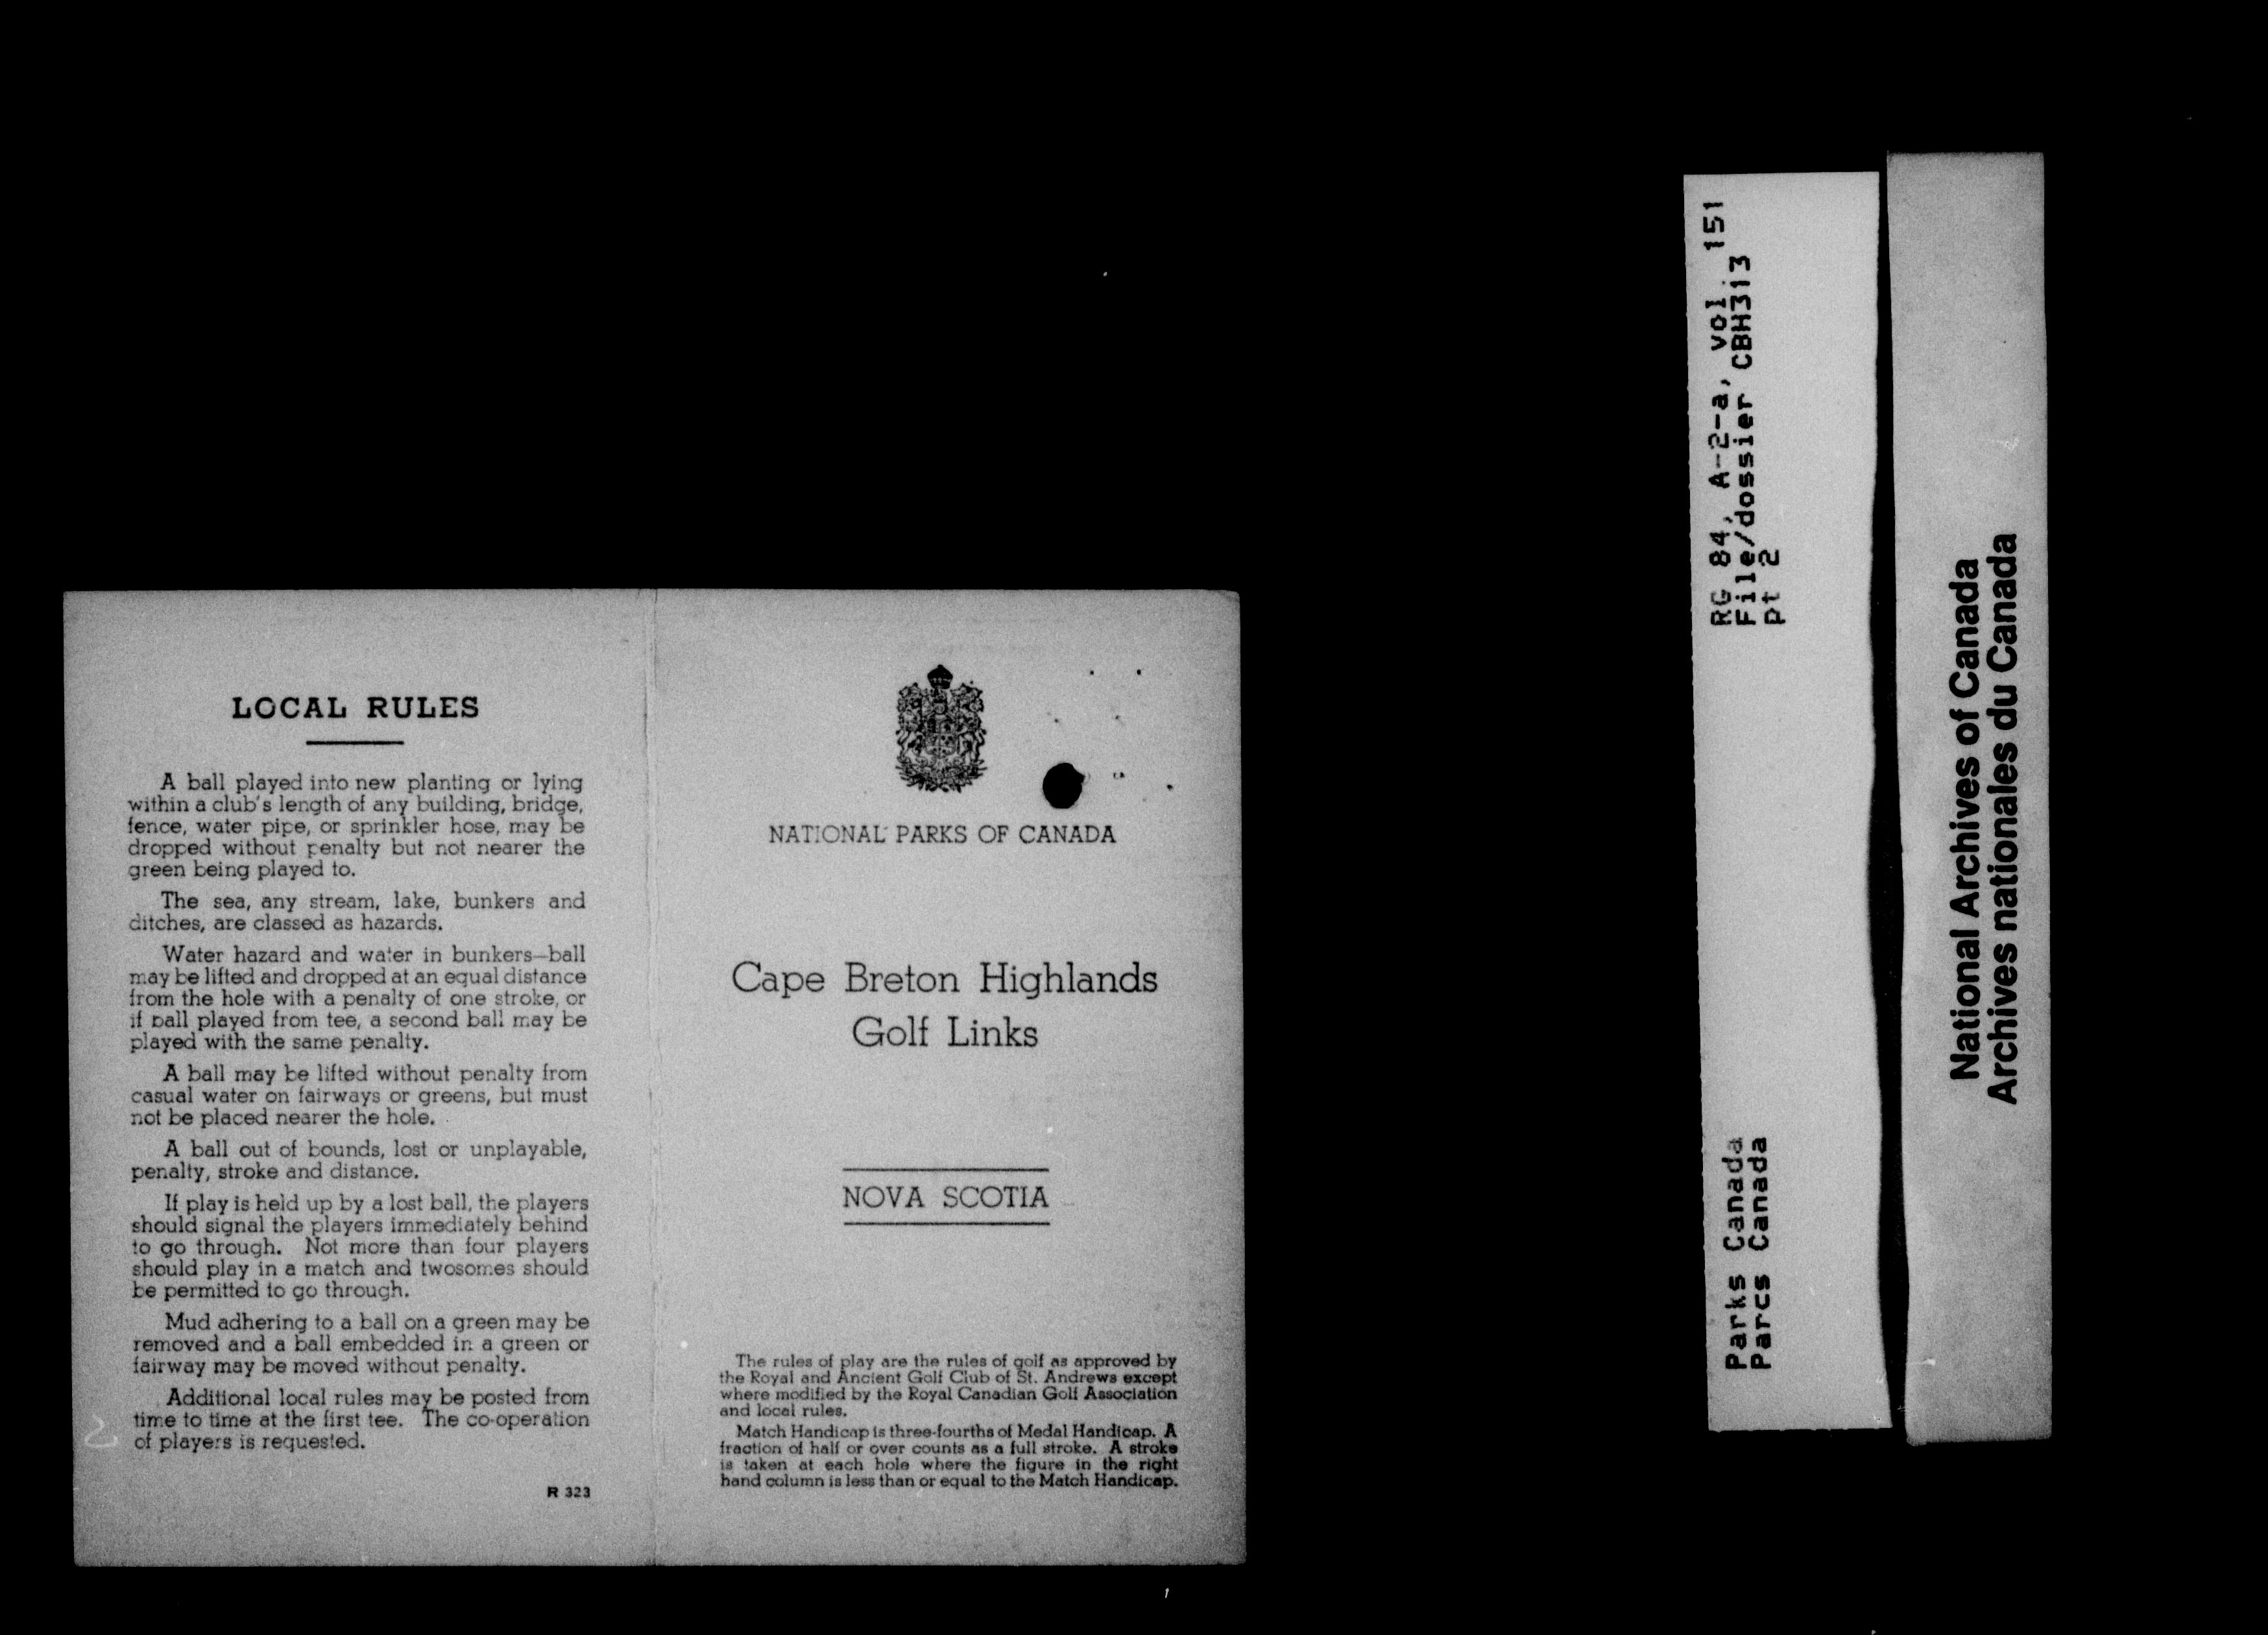 LOCAL RULES
A ball played into new planting or lying
within a club's length of any building, bridge,
fence, water pipe, or sprinkler hose, may be
dropped without penalty but not nearer the
green being played to.
The sea, any stream, lake, bunkers and
ditches, are classed as hazards.
Water hazard and water in bunkers—ball
may be lifted and dropped at an equal distance
from the hole with a penalty of one stroke, or
if ball played from tee, a second ball may be
played with the same penalty.
A ball may be lifted without penalty from
casual water on fairways or greens, but must
not be placed nearer the hole.
A ball out of bounds, lost or unplayable,
penalty, stroke and distance.
If play is held up by a lost ball, the players
should signal the players immediately behind
to go through. Not more than four players
should play in a match and twosomes should
be permitted to go through.
Mud adhering to a ball on a green may be
removed and a ball embedded in a green or
fairway may be moved without penalty.
Additional local rules may be posted from
time to time at the first tee. The co-operation
of players is requested.
R 323
NATIONAL PARKS OF CANADA
Cape Breton Highlands
Golf Links
NOVA SCOTIA
The rules of play are the rules of golf as approved by
the Royal and Ancient Golf Club of St. Andrews except
where modified by the Royal Canadian Golf Association
and local rules.
Match Handicap is three-fourths of Medal Handicap. A
fraction of half or over counts as a full stroke. A stroke
is taken at each hole where the figure in the right
hand column is less than or equal to the Match Handicap.
RG 84, A-2-a, vol. 151
File/dossier CBH313
pt 2
Parks Canada
Parcs Canada
National Archives of Canada
Archives nationales du Canada